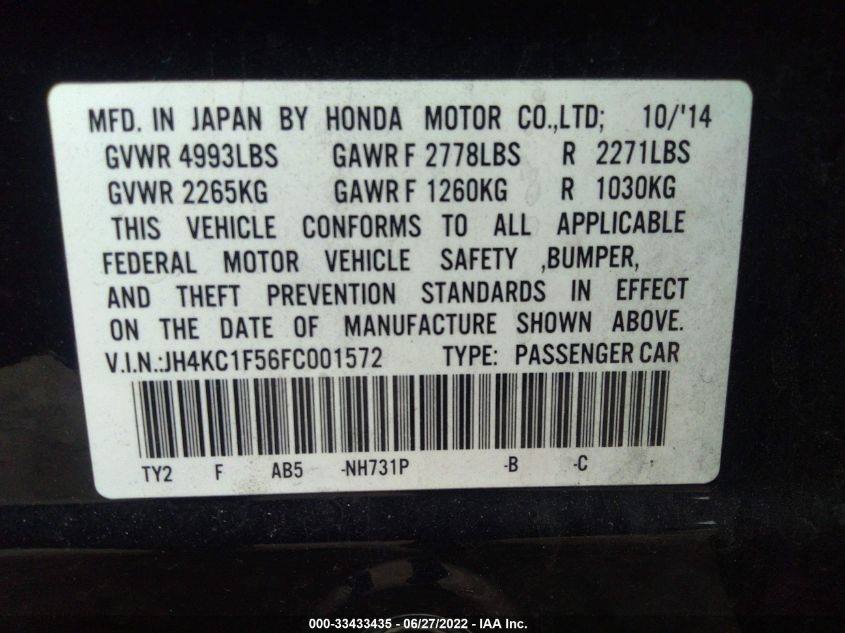 MFD. IN JAPAN BY HONDA MOTOR CO.,LTD; 10/'14
GVWR 4993LBS GAWR F 2778LBS R 2271LBS
GVWR 2265KG GAWR F 1260KG R 1030KG
THIS VEHICLE CONFORMS TO ALL APPLICABLE
FEDERAL MOTOR VEHICLE SAFETY ,BUMPER,
AND THEFT PREVENTION STANDARDS IN EFFECT
ON THE DATE OF MANUFACTURE SHOWN ABOVE.
V.I.N.:JH4KC1F56FC001572 TYPE: PASSENGER CAR
TY2 F AB5 -NH731P -B -C
000-33433435 - 06/27/2022 - IAA Inc.